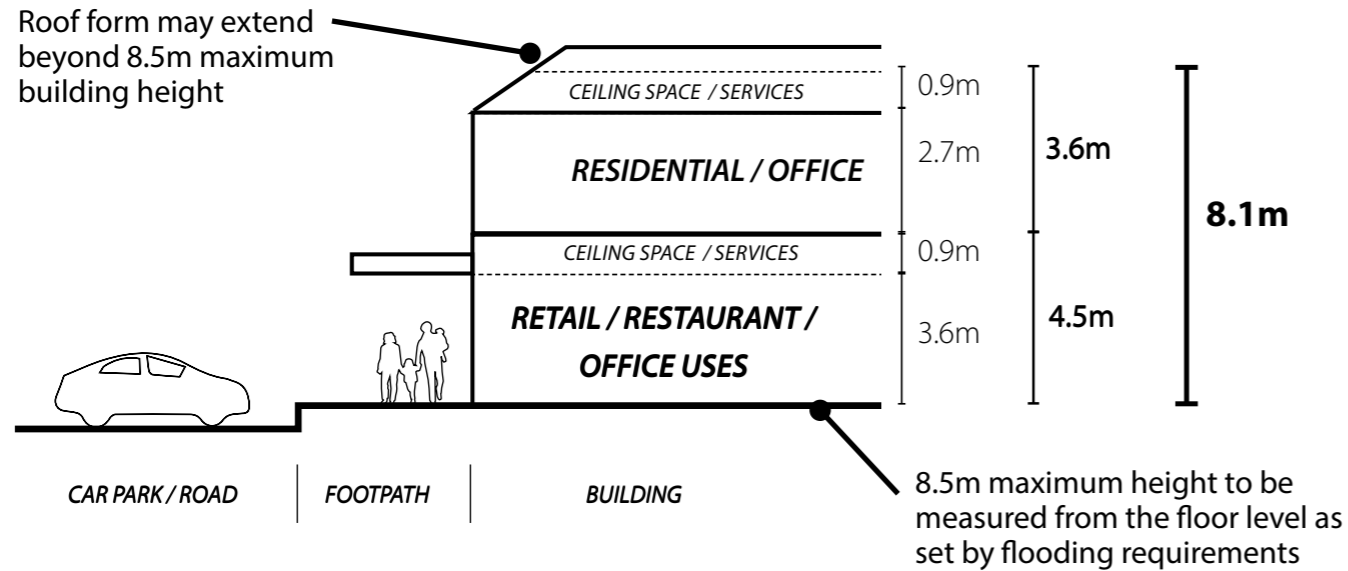 Roof form may extend
beyond 8.5m maximum
building height
CEILING SPACE / SERVICES
0.9m
RESIDENTIAL / OFFICE
2.7m
3.6m
8.1m
CEILING SPACE / SERVICES
0.9m
RETAIL / RESTAURANT /
OFFICE USES
3.6m
4.5m
CAR PARK / ROAD
FOOTPATH
BUILDING
8.5m maximum height to be
measured from the floor level as
set by flooding requirements